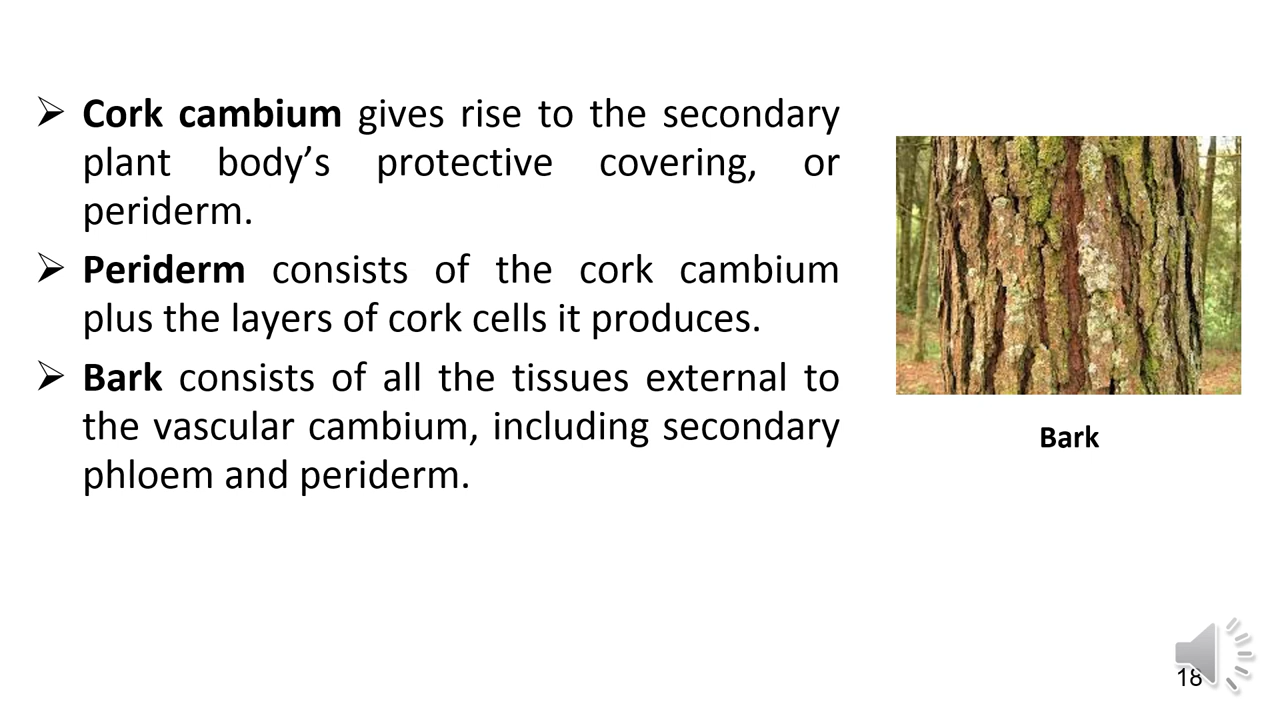 ➢ Cork cambium gives rise to the secondary
plant body’s protective covering, or
periderm.
➢ Periderm consists of the cork cambium
plus the layers of cork cells it produces.
➢ Bark consists of all the tissues external to
the vascular cambium, including secondary
phloem and periderm.
Bark
18